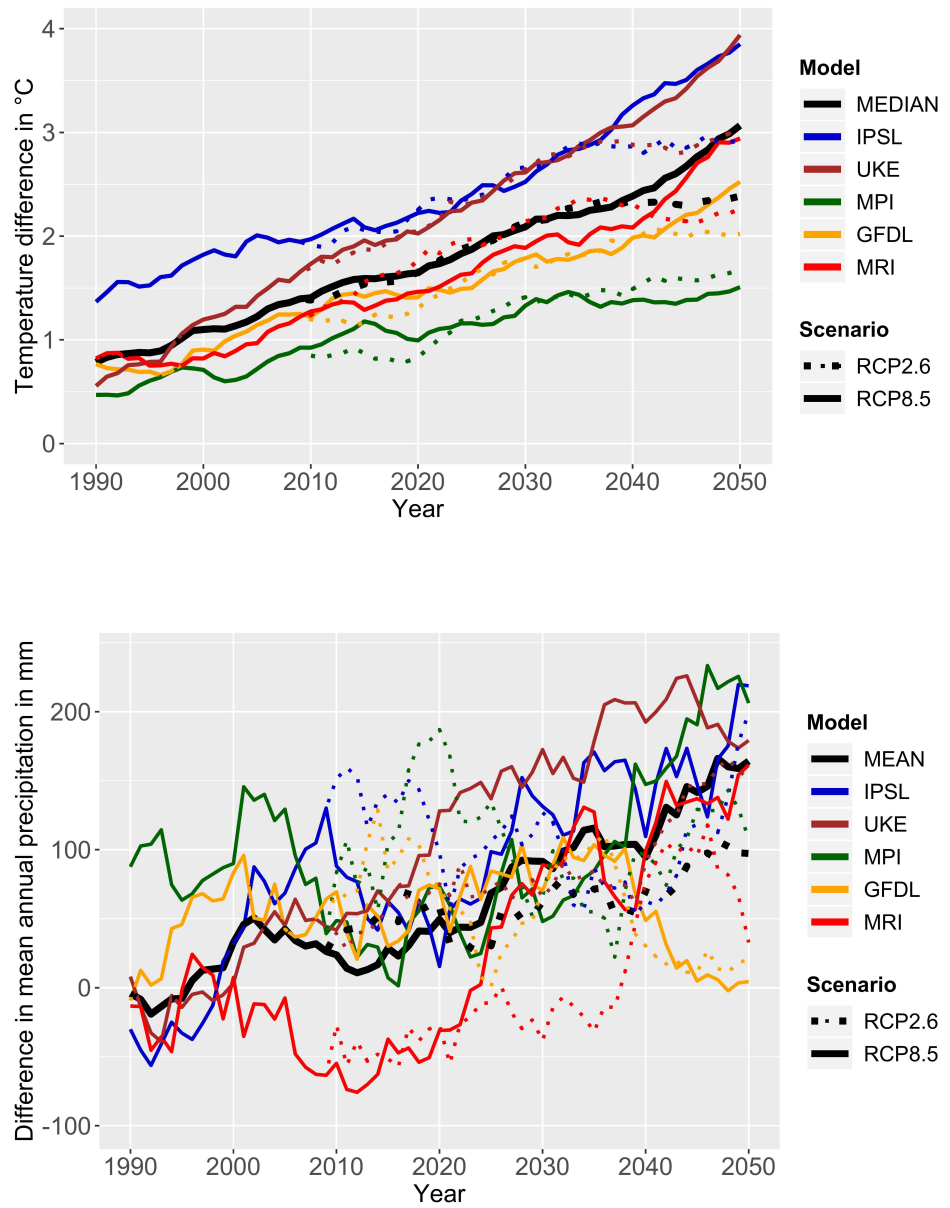 Temperature difference in °C
4
3
2
1
0
1990 2000 2010 2020 2030 2040 2050
Year
Model
MEDIAN
IPSL
UKE
MPI
GFDL
MRI
Scenario
RCP2.6
RCP8.5
Difference in mean annual precipitation in mm
200
100
0
-100
1990 2000 2010 2020 2030 2040 2050
Year
Model
MEAN
IPSL
UKE
MPI
GFDL
MRI
Scenario
RCP2.6
RCP8.5